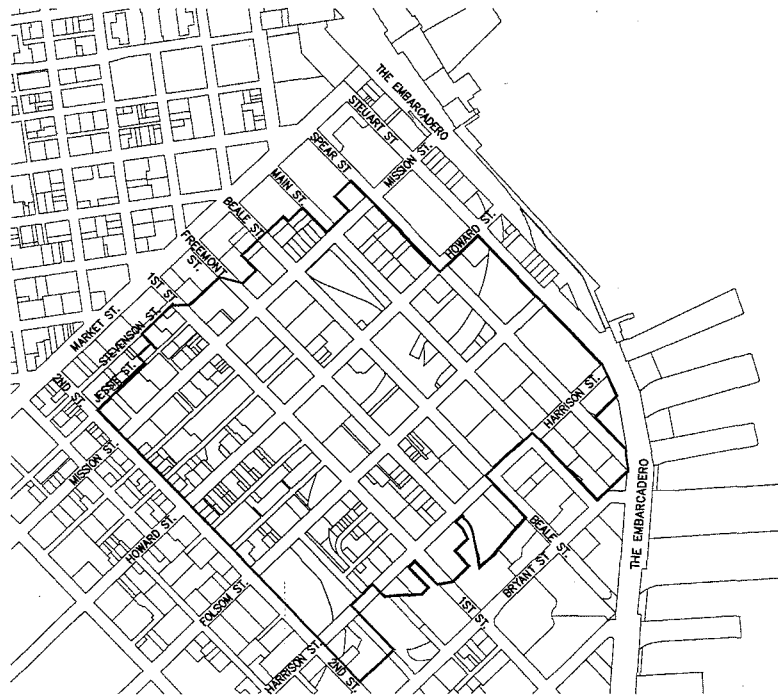 THE EMBARCADERO
STEUART ST.
SPEAR ST
MISSION ST.
MAIN ST.
BEALE ST.
HOWARD ST.
FREEMONT
ST.
1ST ST
STEVENSON ST.
MARKET ST.
JESSIE ST.
2ND ST.
HARRISON ST.
MISSION ST.
HOWARD ST.
THE EMBARCADERO
BEALE ST.
BRYANT ST.
FOLSOM ST.
1ST ST.
HARRISON ST.
2ND ST.